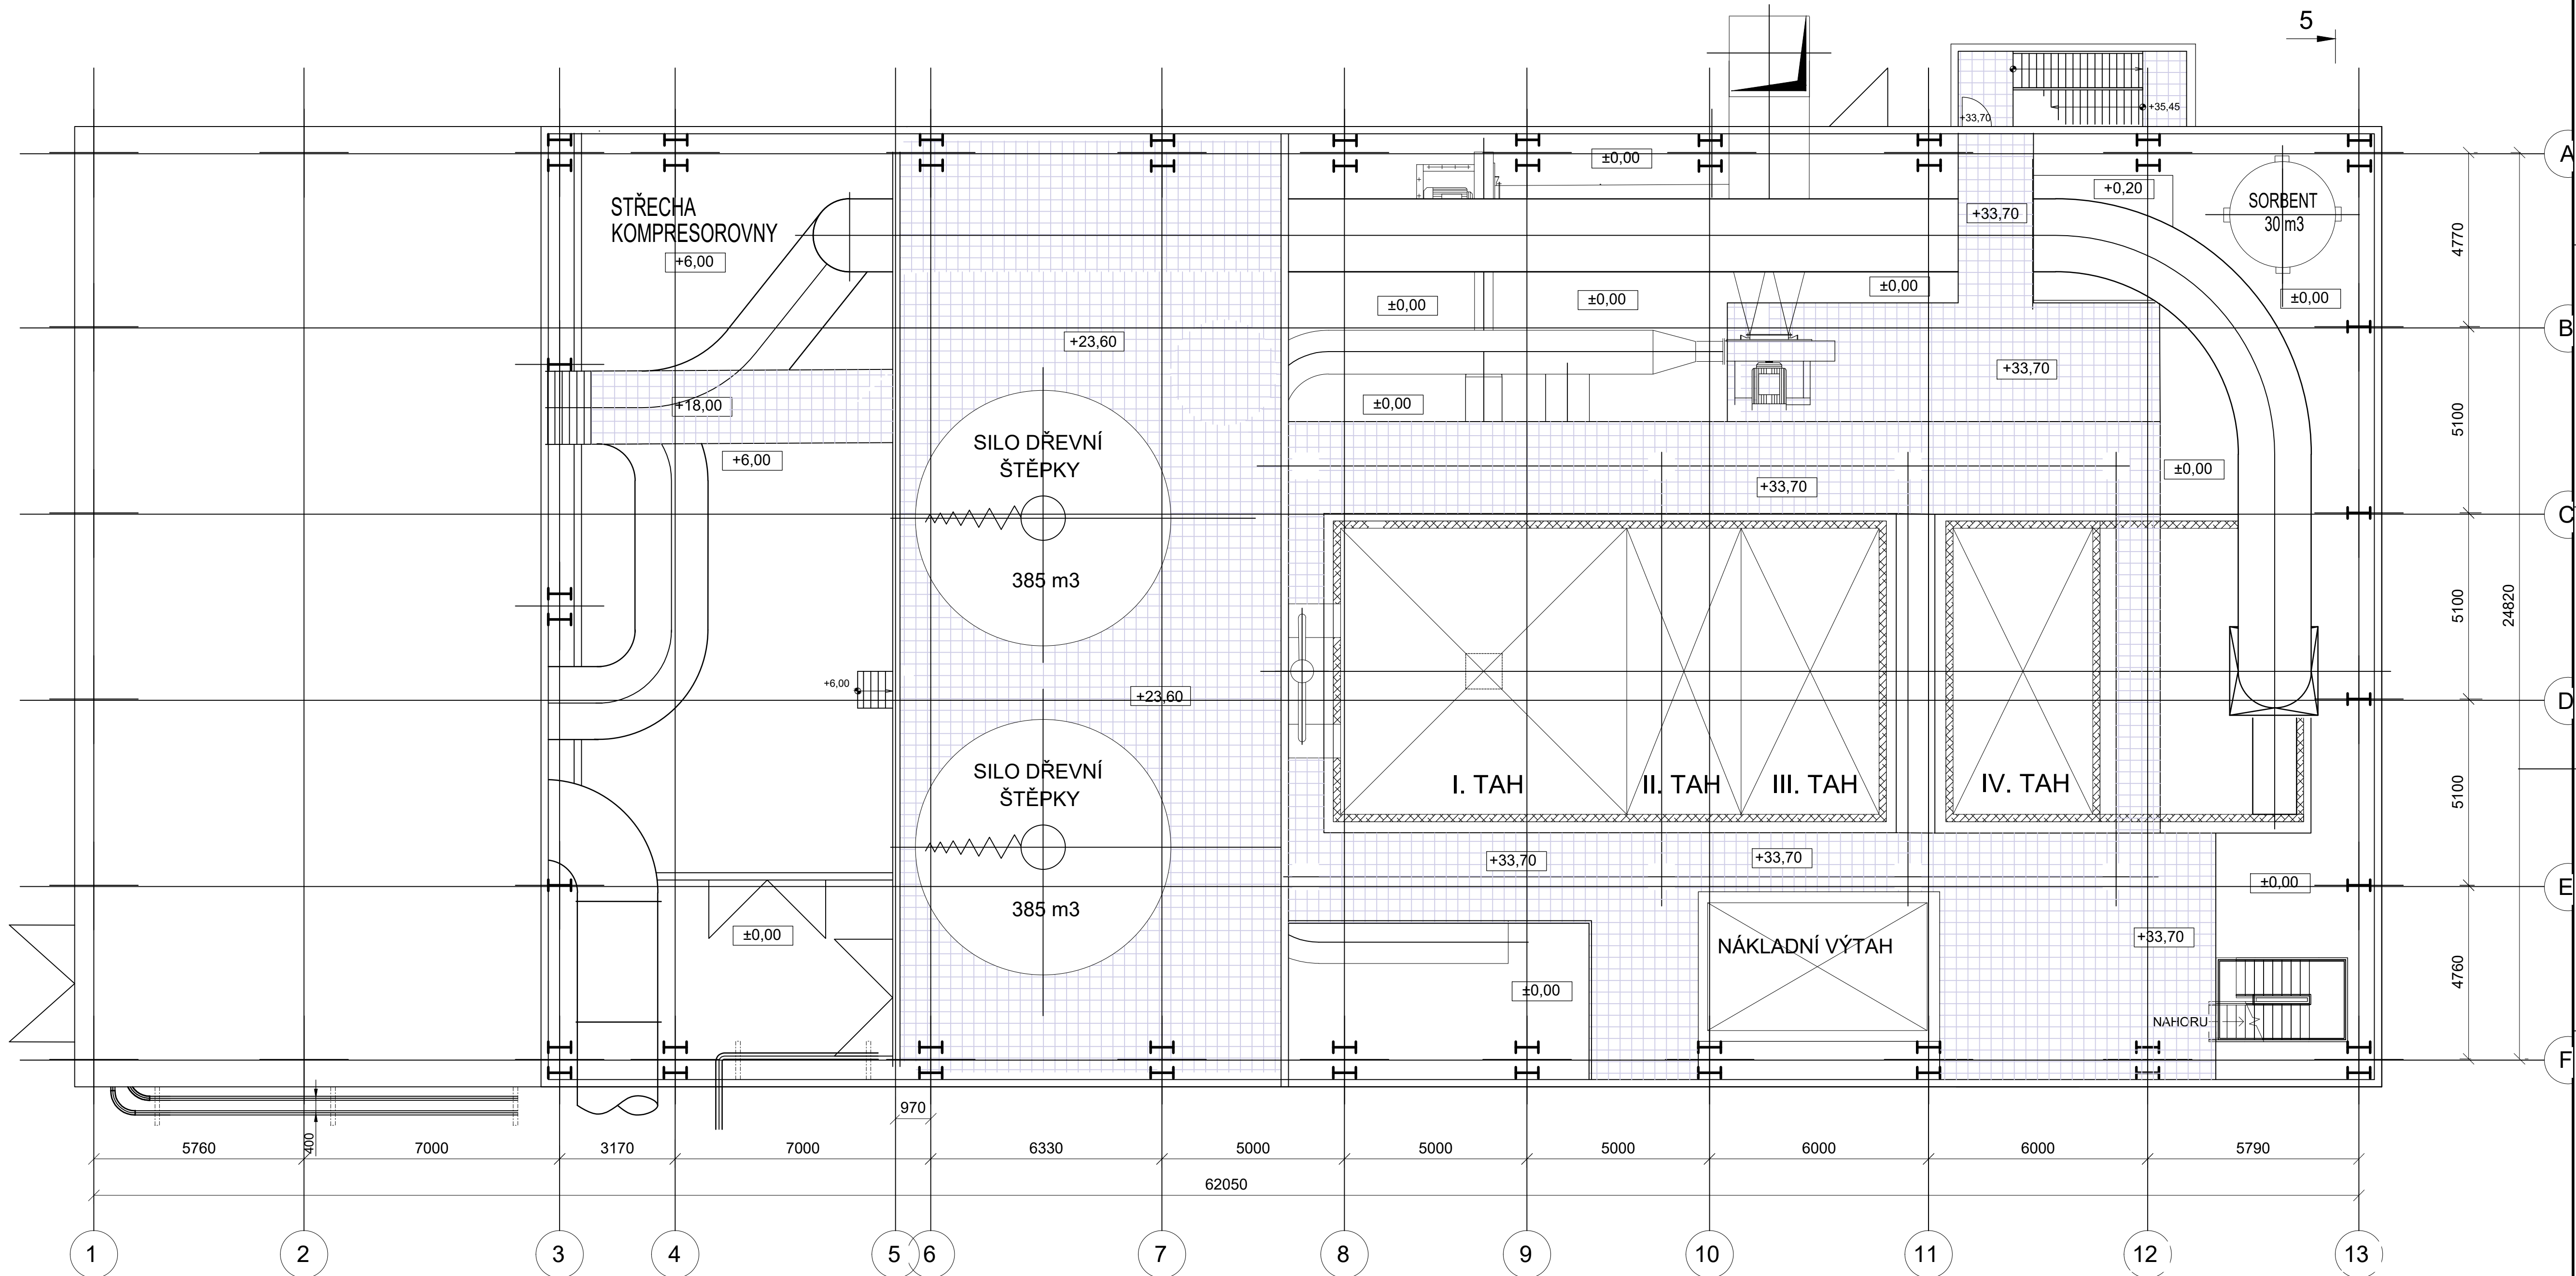 5
+35,45
+33,70
A
±0,00
+0,20
SORBENT
30 m3
STŘECHA
KOMPRESOROVNY
+33,70
+6,00
4770
±0,00
±0,00
±0,00
±0,00
B
+23,60
+33,70
±0,00
+18,00
5100
SILO DŘEVNÍ
ŠTĚPKY
+6,00
±0,00
+33,70
C
385 m3
5100
24820
+6,00
+23,60
D
SILO DŘEVNÍ
ŠTĚPKY
I. TAH
II. TAH
III. TAH
IV. TAH
5100
+33,70
+33,70
±0,00
E
385 m3
±0,00
+33,70
NÁKLADNÍ VÝTAH
4760
±0,00
NAHORU
F
970
400
5760
7000
3170
7000
6330
5000
5000
5000
6000
6000
5790
62050
1
2
3
4
5
6
7
8
9
10
11
12
13